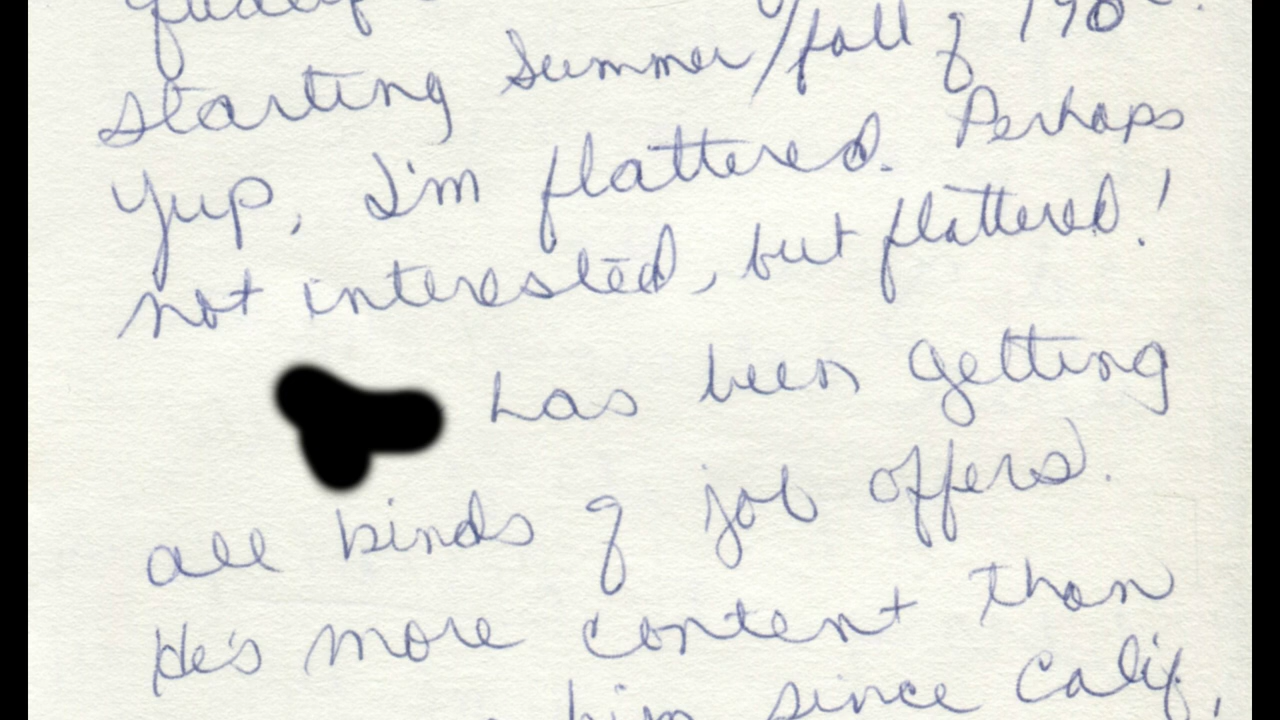 starting Summer/fall of
Yup, I'm flattered. Perhaps
not interested, but flattered!
has been getting
all kinds of job offers.
He's more content than
him since Calif,